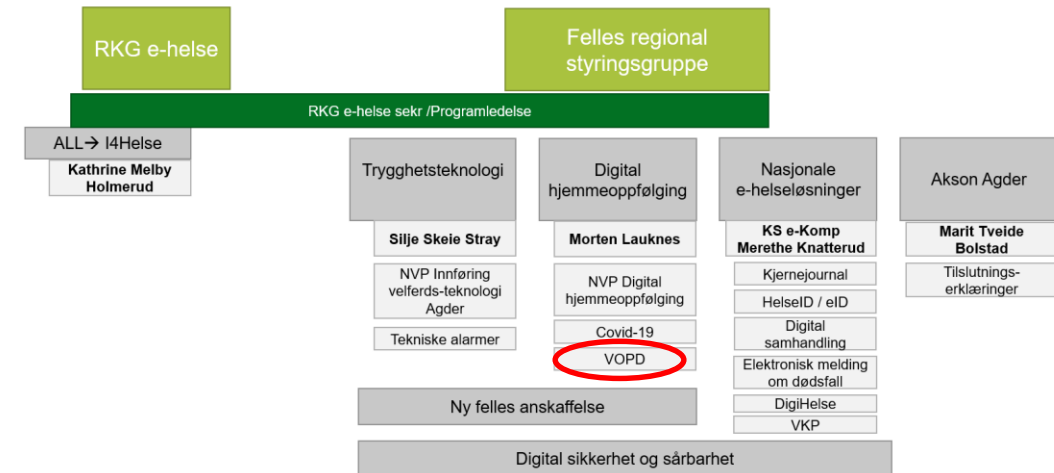 RKG e-helse
Felles regional
styringsgruppe
RKG e-helse sekr /Programledelse
ALL→ I4Helse
Kathrine Melby
Holmerud
Trygghetsteknologi
Silje Skeie Stray
NVP Innføring
velferds-teknologi
Agder
Tekniske alarmer
Digital
hjemmeoppfølging
Morten Lauknes
NVP Digital
hjemmeoppfølging
Covid-19
VOPD
Nasjonale
e-helseløsninger
KS e-Komp
Merethe Knatterud
Kjernejournal
HelseID / eID
Digital
samhandling
Elektronisk melding
om dødsfall
DigiHelse
VKP
Akson Agder
Marit Tveide
Bolstad
Tilslutnings-
erklæringer
Ny felles anskaffelse
Digital sikkerhet og sårbarhet